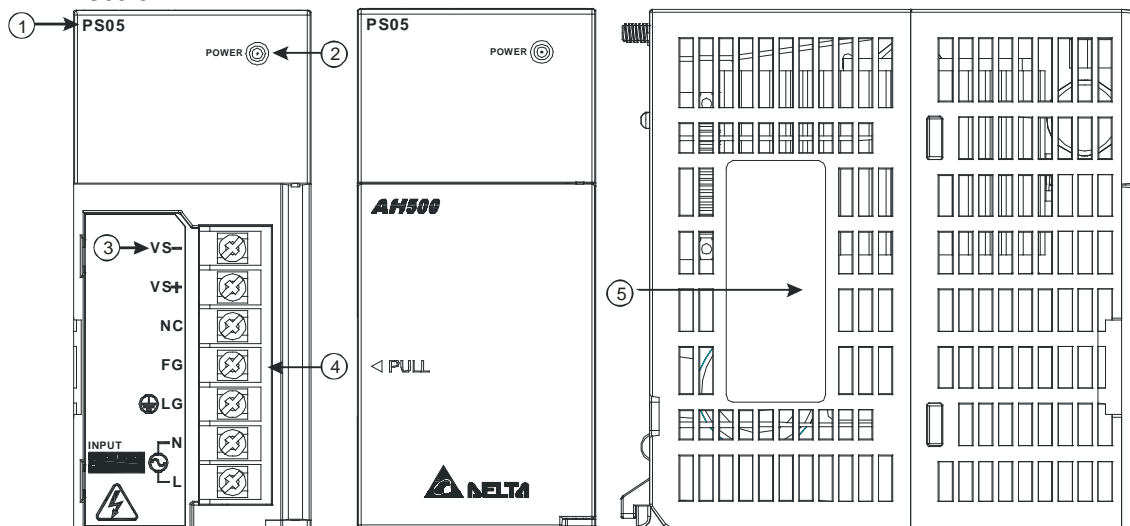 1
PS05
POWER
2
3
VS-
VS+
NC
FG
4
LG
INPUT
N
L
PS05
POWER
AH500
◁ PULL
DELTA
5